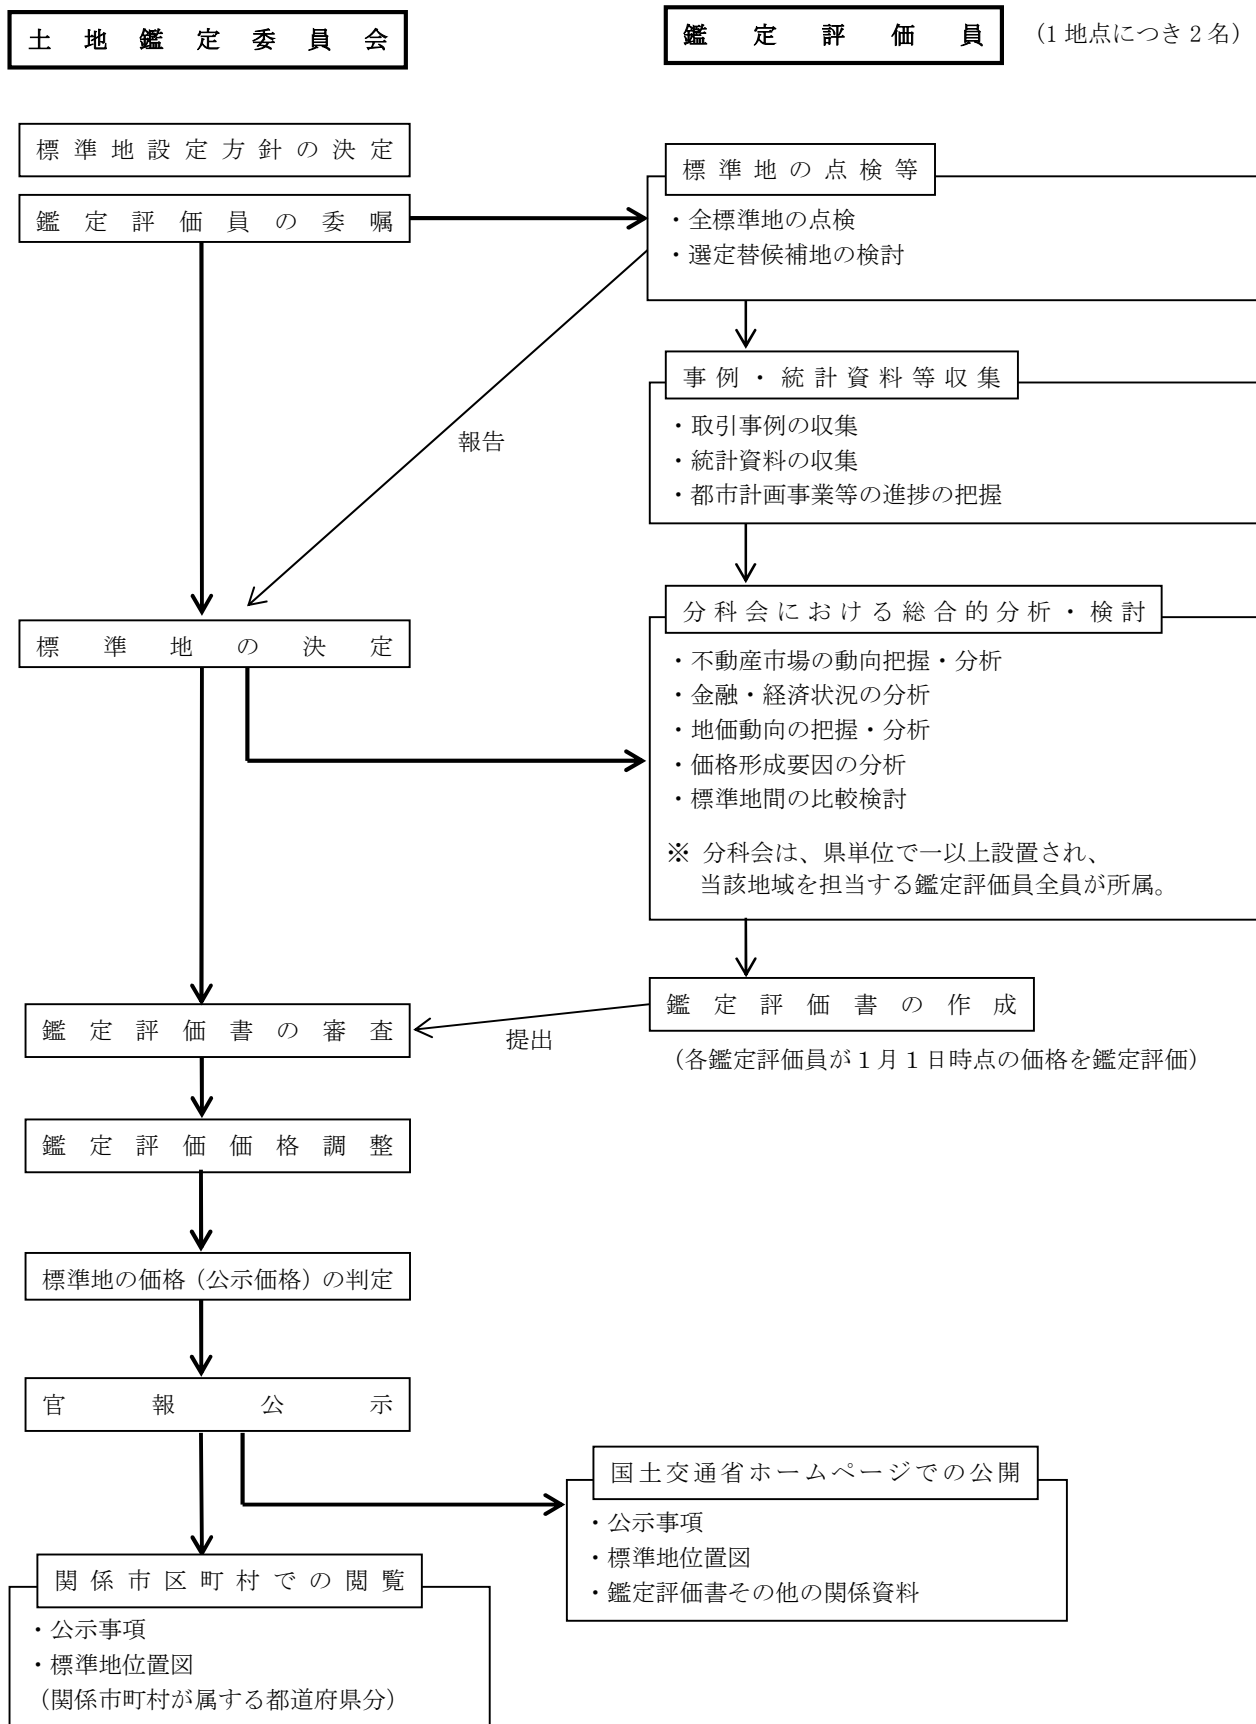 土地鑑定委員会
鑑定評価員
(1 地点につき 2 名)
標準地設定方針の決定
鑑定評価員の委嘱
標準地の点検等
・全標準地の点検
・選定替候補地の検討
報告
事例・統計資料等収集
・取引事例の収集
・統計資料の収集
・都市計画事業等の進捗の把握
標準地の決定
分科会における総合的分析・検討
・不動産市場の動向把握・分析
・金融・経済状況の分析
・地価動向の把握・分析
・価格形成要因の分析
・標準地間の比較検討
※ 分科会は、県単位で一以上設置され、
当該地域を担当する鑑定評価員全員が所属。
鑑定評価書の作成
(各鑑定評価員が1月1日時点の価格を鑑定評価)
提出
鑑定評価書の審査
鑑定評価価格調整
標準地の価格(公示価格)の判定
官報公示
国土交通省ホームページでの公開
・公示事項
・標準地位置図
・鑑定評価書その他の関係資料
関係市区町村での閲覧
・公示事項
・標準地位置図
(関係市町村が属する都道府県分)